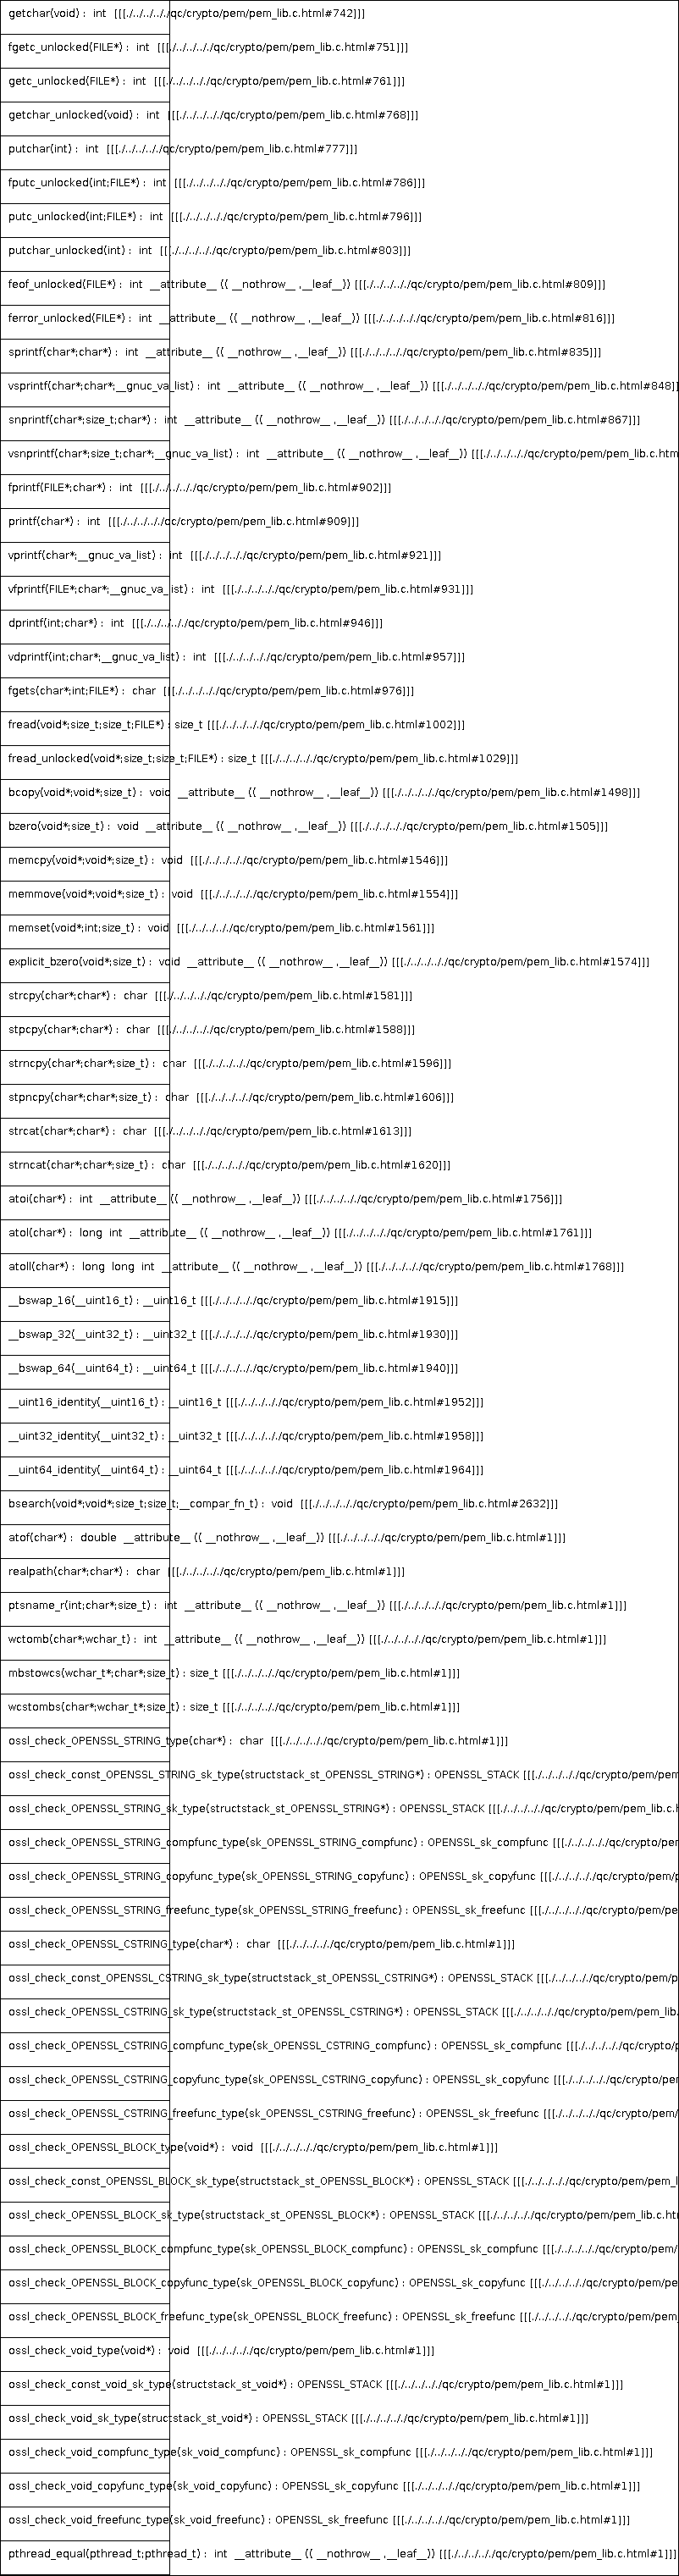 getchar(void) : int [[[./../../../qc/crypto/pem/pem_lib.c.html#742]]]
fgetc_unlocked(FILE*) : int [[[./../../../qc/crypto/pem/pem_lib.c.html#751]]]
getc_unlocked(FILE*) : int [[[./../../../qc/crypto/pem/pem_lib.c.html#761]]]
getchar_unlocked(void) : int [[[./../../../qc/crypto/pem/pem_lib.c.html#768]]]
putchar(int) : int [[[./../../../qc/crypto/pem/pem_lib.c.html#777]]]
fputc_unlocked(int;FILE*) : int [[[./../../../qc/crypto/pem/pem_lib.c.html#786]]]
putc_unlocked(int;FILE*) : int [[[./../../../qc/crypto/pem/pem_lib.c.html#796]]]
putchar_unlocked(int) : int [[[./../../../qc/crypto/pem/pem_lib.c.html#803]]]
feof_unlocked(FILE*) : int __attribute__ (( __nothrow__ ,__leaf__)) [[[./../../../qc/crypto/pem/pem_lib.c.html#809]]]
ferror_unlocked(FILE*) : int __attribute__ (( __nothrow__ ,__leaf__)) [[[./../../../qc/crypto/pem/pem_lib.c.html#816]]]
sprintf(char*;char*) : int __attribute__ (( __nothrow__ ,__leaf__)) [[[./../../../qc/crypto/pem/pem_lib.c.html#835]]]
vsprintf(char*;char*;__gnuc_va_list) : int __attribute__ (( __nothrow__ ,__leaf__)) [[[./../../../qc/crypto/pem/pem_lib.c.html#848]]]
snprintf(char*;size_t;char*) : int __attribute__ (( __nothrow__ ,__leaf__)) [[[./../../../qc/crypto/pem/pem_lib.c.html#867]]]
vsnprintf(char*;size_t;char*;__gnuc_va_list) : int __attribute__ (( __nothrow__ ,__leaf__)) [[[./../../../qc/crypto/pem/pem_lib.c.htm
fprintf(FILE*;char*) : int [[[./../../../qc/crypto/pem/pem_lib.c.html#902]]]
printf(char*) : int [[[./../../../qc/crypto/pem/pem_lib.c.html#909]]]
vprintf(char*;__gnuc_va_list) : int [[[./../../../qc/crypto/pem/pem_lib.c.html#921]]]
vfprintf(FILE*;char*;__gnuc_va_list) : int [[[./../../../qc/crypto/pem/pem_lib.c.html#931]]]
dprintf(int;char*) : int [[[./../../../qc/crypto/pem/pem_lib.c.html#946]]]
vdprintf(int;char*;__gnuc_va_list) : int [[[./../../../qc/crypto/pem/pem_lib.c.html#957]]]
fgets(char*;int;FILE*) : char [[[./../../../qc/crypto/pem/pem_lib.c.html#976]]]
fread(void*;size_t;size_t;FILE*) : size_t [[[./../../../qc/crypto/pem/pem_lib.c.html#1002]]]
fread_unlocked(void*;size_t;size_t;FILE*) : size_t [[[./../../../qc/crypto/pem/pem_lib.c.html#1029]]]
bcopy(void*;void*;size_t) : void __attribute__ (( __nothrow__ ,__leaf__)) [[[./../../../qc/crypto/pem/pem_lib.c.html#1498]]]
bzero(void*;size_t) : void __attribute__ (( __nothrow__ ,__leaf__)) [[[./../../../qc/crypto/pem/pem_lib.c.html#1505]]]
memcpy(void*;void*;size_t) : void [[[./../../../qc/crypto/pem/pem_lib.c.html#1546]]]
memmove(void*;void*;size_t) : void [[[./../../../qc/crypto/pem/pem_lib.c.html#1554]]]
memset(void*;int;size_t) : void [[[./../../../qc/crypto/pem/pem_lib.c.html#1561]]]
explicit_bzero(void*;size_t) : void __attribute__ (( __nothrow__ ,__leaf__)) [[[./../../../qc/crypto/pem/pem_lib.c.html#1574]]]
strcpy(char*;char*) : char [[[./../../../qc/crypto/pem/pem_lib.c.html#1581]]]
stpcpy(char*;char*) : char [[[./../../../qc/crypto/pem/pem_lib.c.html#1588]]]
strncpy(char*;char*;size_t) : char [[[./../../../qc/crypto/pem/pem_lib.c.html#1596]]]
stpncpy(char*;char*;size_t) : char [[[./../../../qc/crypto/pem/pem_lib.c.html#1606]]]
strcat(char*;char*) : char [[[./../../../qc/crypto/pem/pem_lib.c.html#1613]]]
strncat(char*;char*;size_t) : char [[[./../../../qc/crypto/pem/pem_lib.c.html#1620]]]
atoi(char*) : int __attribute__ (( __nothrow__ ,__leaf__)) [[[./../../../qc/crypto/pem/pem_lib.c.html#1756]]]
atol(char*) : long int __attribute__ (( __nothrow__ ,__leaf__)) [[[./../../../qc/crypto/pem/pem_lib.c.html#1761]]]
atoll(char*) : long long int __attribute__ (( __nothrow__ ,__leaf__)) [[[./../../../qc/crypto/pem/pem_lib.c.html#1768]]]
__bswap_16(__uint16_t) : __uint16_t [[[./../../../qc/crypto/pem/pem_lib.c.html#1915]]]
__bswap_32(__uint32_t) : __uint32_t [[[./../../../qc/crypto/pem/pem_lib.c.html#1930]]]
__bswap_64(__uint64_t) : __uint64_t [[[./../../../qc/crypto/pem/pem_lib.c.html#1940]]]
__uint16_identity(__uint16_t) : __uint16_t [[[./../../../qc/crypto/pem/pem_lib.c.html#1952]]]
__uint32_identity(__uint32_t) : __uint32_t [[[./../../../qc/crypto/pem/pem_lib.c.html#1958]]]
__uint64_identity(__uint64_t) : __uint64_t [[[./../../../qc/crypto/pem/pem_lib.c.html#1964]]]
bsearch(void*;void*;size_t;size_t;__compar_fn_t) : void [[[./../../../qc/crypto/pem/pem_lib.c.html#2632]]]
atof(char*) : double __attribute__ (( __nothrow__ ,__leaf__)) [[[./../../../qc/crypto/pem/pem_lib.c.html#1]]]
realpath(char*;char*) : char [[[./../../../qc/crypto/pem/pem_lib.c.html#1]]]
ptsname_r(int;char*;size_t) : int __attribute__ (( __nothrow__ ,__leaf__)) [[[./../../../qc/crypto/pem/pem_lib.c.html#1]]]
wctomb(char*;wchar_t) : int __attribute__ (( __nothrow__ ,__leaf__)) [[[./../../../qc/crypto/pem/pem_lib.c.html#1]]]
mbstowcs(wchar_t*;char*;size_t) : size_t [[[./../../../qc/crypto/pem/pem_lib.c.html#1]]]
wcstombs(char*;wchar_t*;size_t) : size_t [[[./../../../qc/crypto/pem/pem_lib.c.html#1]]]
ossl_check_OPENSSL_STRING_type(char*) : char [[[./../../../qc/crypto/pem/pem_lib.c.html#1]]]
ossl_check_const_OPENSSL_STRING_sk_type(structstack_st_OPENSSL_STRING*) : OPENSSL_STACK [[[./../../../qc/crypto/pem/pem
ossl_check_OPENSSL_STRING_sk_type(structstack_st_OPENSSL_STRING*) : OPENSSL_STACK [[[./../../../qc/crypto/pem/pem_lib.c.h
ossl_check_OPENSSL_STRING_compfunc_type(sk_OPENSSL_STRING_compfunc) : OPENSSL_sk_compfunc [[[./../../../qc/crypto/pe
ossl_check_OPENSSL_STRING_copyfunc_type(sk_OPENSSL_STRING_copyfunc) : OPENSSL_sk_copyfunc [[[./../../../qc/crypto/pem/p
ossl_check_OPENSSL_STRING_freefunc_type(sk_OPENSSL_STRING_freefunc) : OPENSSL_sk_freefunc [[[./../../../qc/crypto/pem/pe
ossl_check_OPENSSL_CSTRING_type(char*) : char [[[./../../../qc/crypto/pem/pem_lib.c.html#1]]]
ossl_check_const_OPENSSL_CSTRING_sk_type(structstack_st_OPENSSL_CSTRING*) : OPENSSL_STACK [[[./../../../qc/crypto/pem/p
ossl_check_OPENSSL_CSTRING_sk_type(structstack_st_OPENSSL_CSTRING*) : OPENSSL_STACK [[[./../../../qc/crypto/pem/pem_lib.
ossl_check_OPENSSL_CSTRING_compfunc_type(sk_OPENSSL_CSTRING_compfunc) : OPENSSL_sk_compfunc [[[./../../../qc/crypto/p
ossl_check_OPENSSL_CSTRING_copyfunc_type(sk_OPENSSL_CSTRING_copyfunc) : OPENSSL_sk_copyfunc [[[./../../../qc/crypto/per
ossl_check_OPENSSL_CSTRING_freefunc_type(sk_OPENSSL_CSTRING_freefunc) : OPENSSL_sk_freefunc [[[./../../../qc/crypto/pem/
ossl_check_OPENSSL_BLOCK_type(void*) : void [[[./../../../qc/crypto/pem/pem_lib.c.html#1]]]
ossl_check_const_OPENSSL_BLOCK_sk_type(structstack_st_OPENSSL_BLOCK*) : OPENSSL_STACK [[[./../../../qc/crypto/pem/pem_l
ossl_check_OPENSSL_BLOCK_sk_type(structstack_st_OPENSSL_BLOCK*) : OPENSSL_STACK [[[./../../../qc/crypto/pem/pem_lib.c.htr
ossl_check_OPENSSL_BLOCK_compfunc_type(sk_OPENSSL_BLOCK_compfunc) : OPENSSL_sk_compfunc [[[./../../../qc/crypto/pem/
ossl_check_OPENSSL_BLOCK_copyfunc_type(sk_OPENSSL_BLOCK_copyfunc) : OPENSSL_sk_copyfunc [[[./../../../qc/crypto/pem/pe
ossl_check_OPENSSL_BLOCK_freefunc_type(sk_OPENSSL_BLOCK_freefunc) : OPENSSL_sk_freefunc [[[./../../../qc/crypto/pem/pem_
ossl_check_void_type(void*) : void [[[./../../../qc/crypto/pem/pem_lib.c.html#1]]]
ossl_check_const_void_sk_type(structstack_st_void*) : OPENSSL_STACK [[[./../../../qc/crypto/pem/pem_lib.c.html#1]]]
ossl_check_void_sk_type(structstack_st_void*) : OPENSSL_STACK [[[./../../../qc/crypto/pem/pem_lib.c.html#1]]]
ossl_check_void_compfunc_type(sk_void_compfunc) : OPENSSL_sk_compfunc [[[./../../../qc/crypto/pem/pem_lib.c.html#1]]]
ossl_check_void_copyfunc_type(sk_void_copyfunc) : OPENSSL_sk_copyfunc [[[./../../../qc/crypto/pem/pem_lib.c.html#1]]]
ossl_check_void_freefunc_type(sk_void_freefunc) : OPENSSL_sk_freefunc [[[./../../../qc/crypto/pem/pem_lib.c.html#1]]]
pthread_equal(pthread_t;pthread_t) : int __attribute__ (( __nothrow__ ,__leaf__)) [[[./../../../qc/crypto/pem/pem_lib.c.html#1]]]